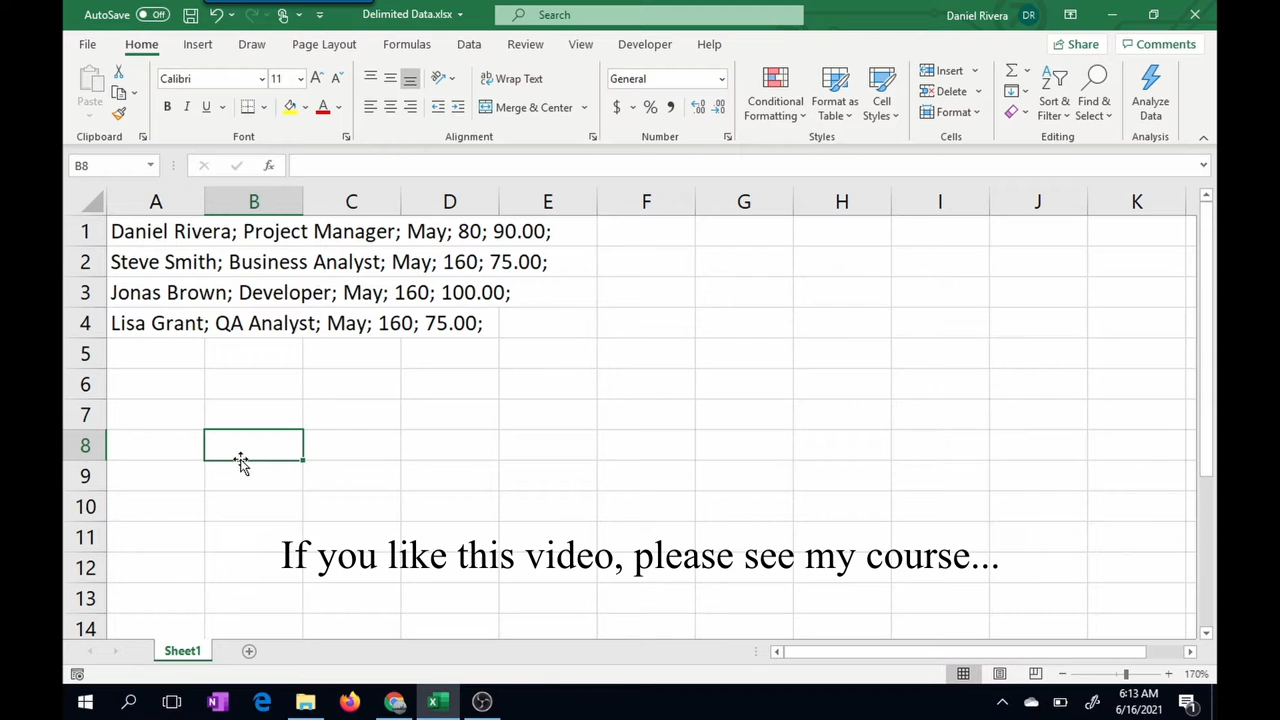 AutoSave Off Delimited Data.xlsx Search Daniel Rivera DR
File Home Insert Draw Page Layout Formulas Data Review View Developer Help Share Comments
Paste Calibri 11 Wrap Text General Conditional Formatting Format as Table Cell Styles Insert Sort & Filter Find & Select Analyze Data
B I U Merge & Center $ % Delete
Format
Clipboard Font Alignment Number Styles Cells Editing Analysis
B8 fx
A B C D E F G H I J K
1 Daniel Rivera; Project Manager; May; 80; 90.00;
2 Steve Smith; Business Analyst; May; 160; 75.00;
3 Jonas Brown; Developer; May; 160; 100.00;
4 Lisa Grant; QA Analyst; May; 160; 75.00;
5
6
7
8
9
10
11
If you like this video, please see my course...
12
13
14
Sheet1
170%
6:13 AM
6/16/2021
1